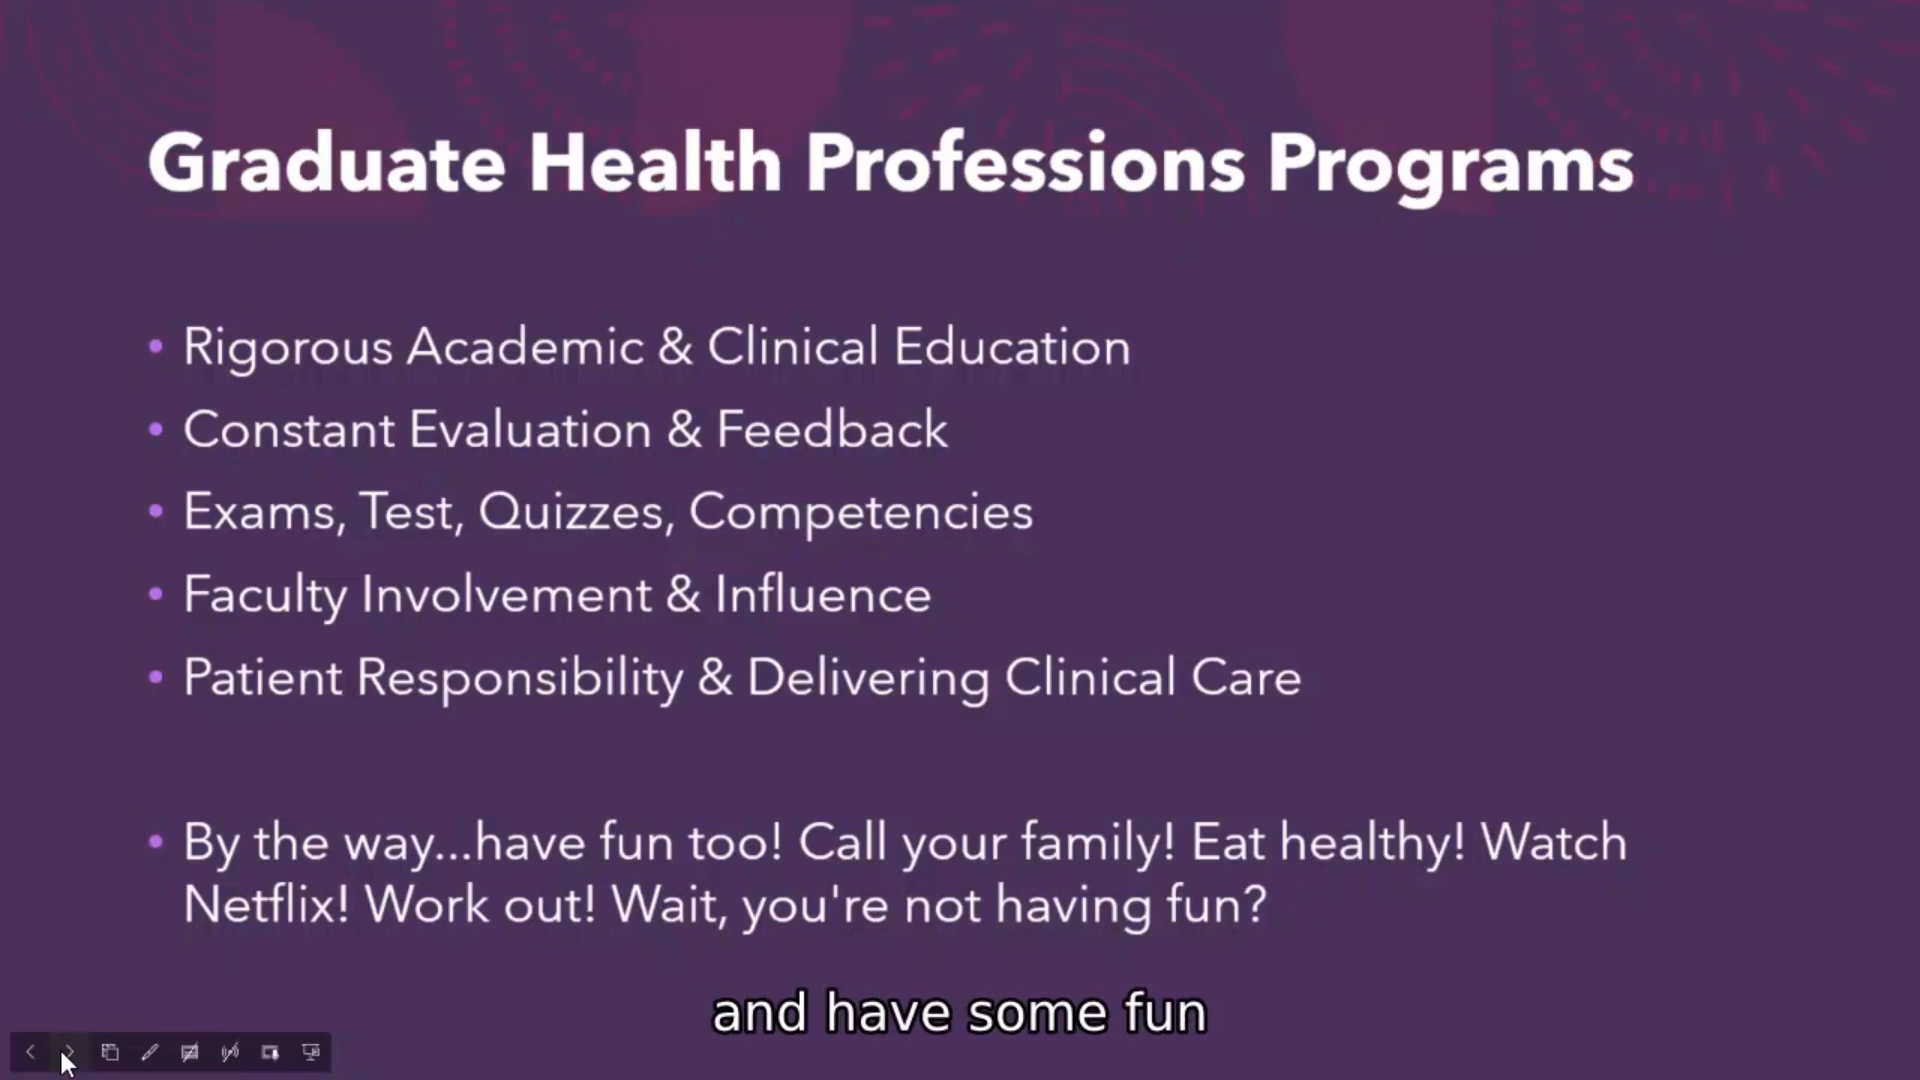 Graduate Health Professions Programs
• Rigorous Academic & Clinical Education
• Constant Evaluation & Feedback
• Exams, Test, Quizzes, Competencies
• Faculty Involvement & Influence
• Patient Responsibility & Delivering Clinical Care
• By the way...have fun too! Call your family! Eat healthy! Watch
Netflix! Work out! Wait, you're not having fun?
and have some fun